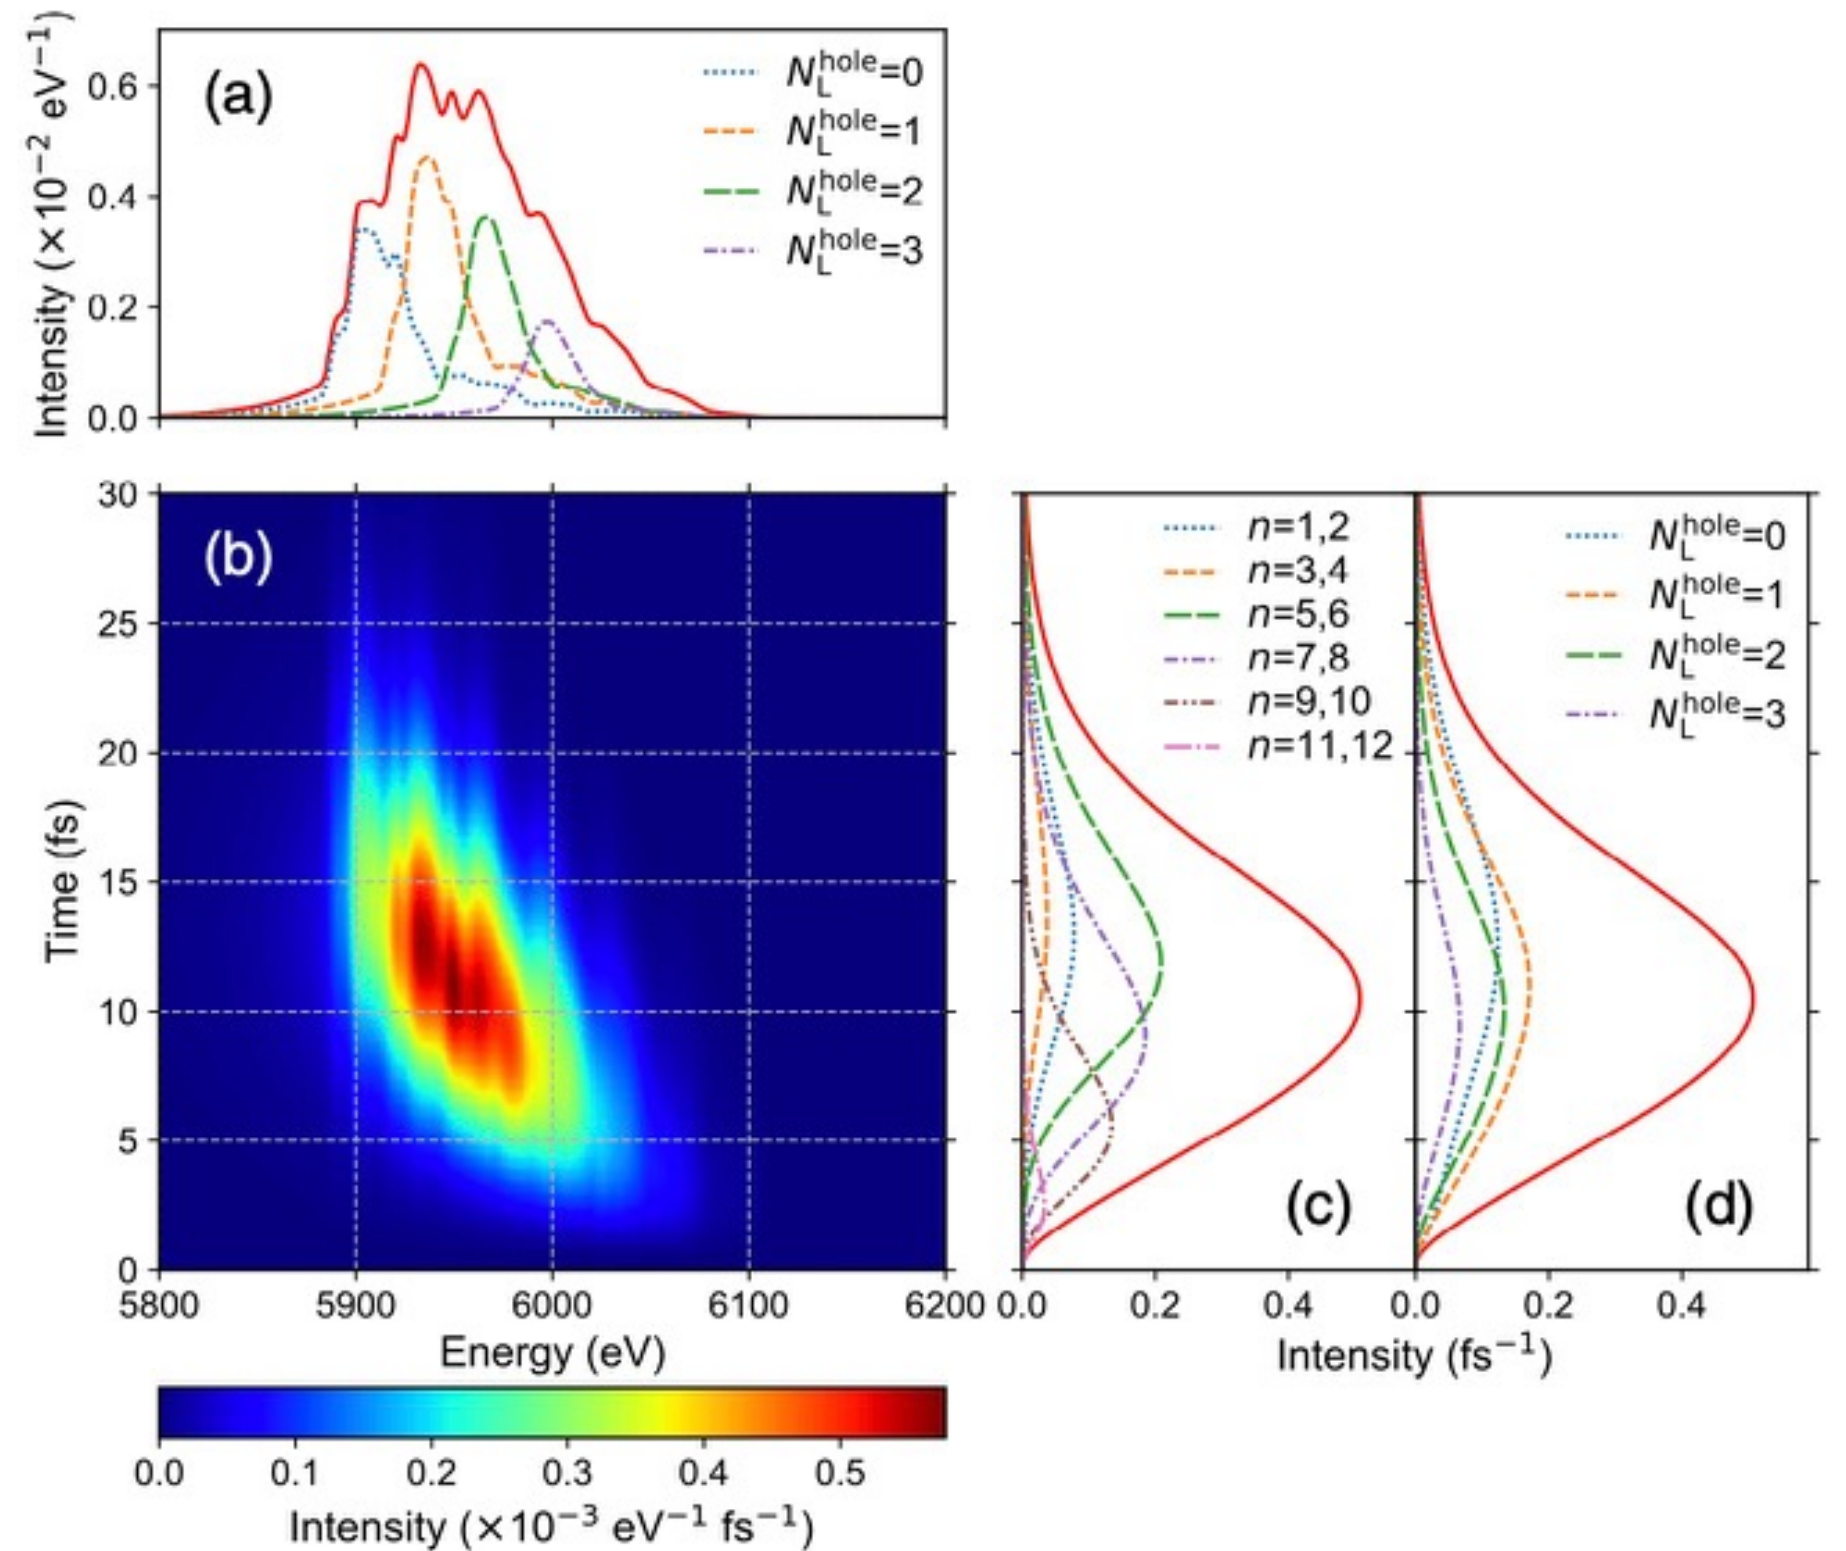 (a)
Intensity (×10⁻² eV⁻¹)
0.6
0.4
0.2
0.0
N_L^hole=0
N_L^hole=1
N_L^hole=2
N_L^hole=3
(b)
Time (fs)
30
25
20
15
10
5
0
5800 5900 6000 6100 6200
Energy (eV)
n=1,2
n=3,4
n=5,6
n=7,8
n=9,10
n=11,12
(c)
0.0 0.2 0.4
N_L^hole=0
N_L^hole=1
N_L^hole=2
N_L^hole=3
(d)
0.0 0.2 0.4
Intensity (fs⁻¹)
0.0 0.1 0.2 0.3 0.4 0.5
Intensity (×10⁻³ eV⁻¹ fs⁻¹)